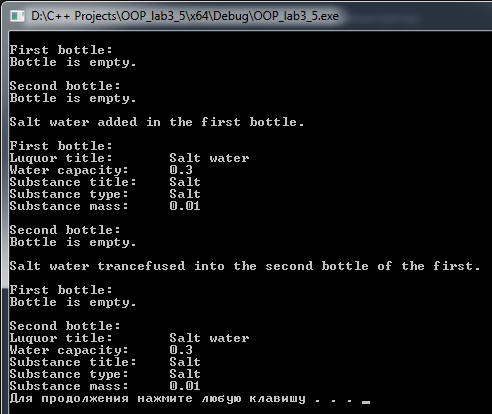 D:\C++ Projects\OOP_lab3_5\x64\Debug\OOP_lab3_5.exe
First bottle:
Bottle is empty.
Second bottle:
Bottle is empty.
Salt water added in the first bottle.
First bottle:
Luquor title: Salt water
Water capacity: 0.3
Substance title: Salt
Substance type: Salt
Substance mass: 0.01
Second bottle:
Bottle is empty.
Salt water trancefused into the second bottle of the first.
First bottle:
Bottle is empty.
Second bottle:
Luquor title: Salt water
Water capacity: 0.3
Substance title: Salt
Substance type: Salt
Substance mass: 0.01
Для продолжения нажмите любую клавишу . . .